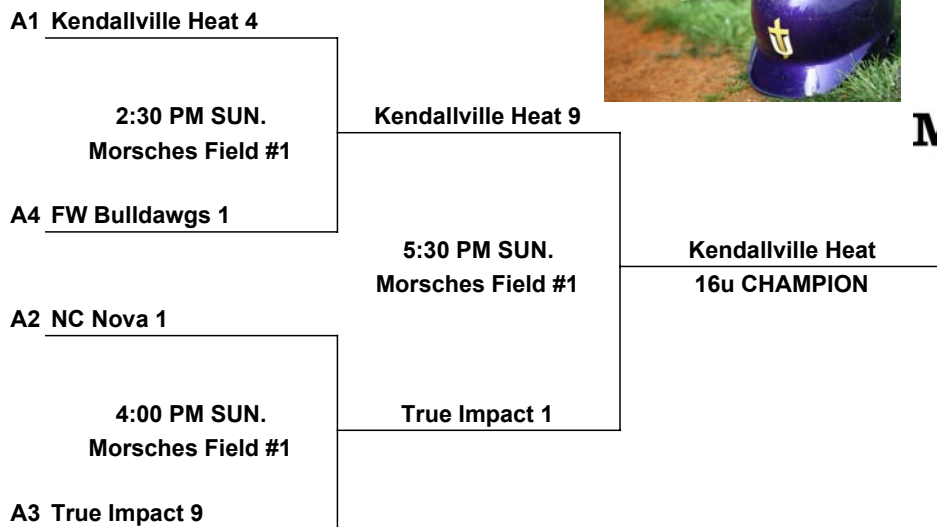 A1 Kendallville Heat 4
2:30 PM SUN.
Morsches Field #1
Kendallville Heat 9
A4 FW Bulldawgs 1
5:30 PM SUN.
Morsches Field #1
Kendallville Heat
16u CHAMPION
A2 NC Nova 1
4:00 PM SUN.
Morsches Field #1
True Impact 1
A3 True Impact 9